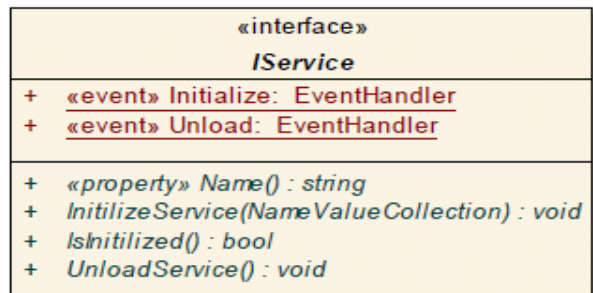 «interface»
IService
+ «event» Initialize: EventHandler
+ «event» Unload: EventHandler
+ «property» Name() : string
+ InitilizeService(NameValueCollection) : void
+ IsInitilized() : bool
+ UnloadService() : void